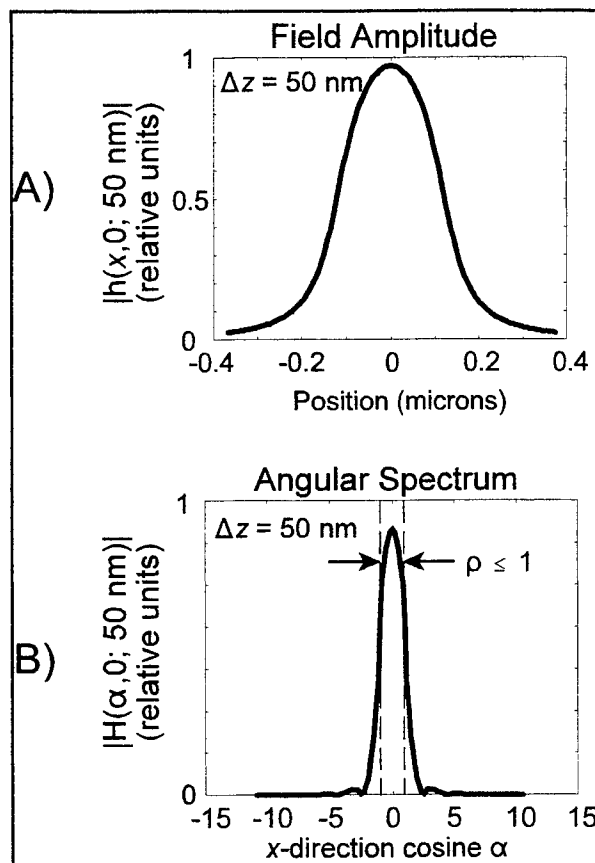 Field Amplitude
Δz = 50 nm
|h(x,0; 50 nm)|
(relative units)
A)
1
0.5
0
-0.4
-0.2
0
0.2
0.4
Position (microns)
Angular Spectrum
Δz = 50 nm
ρ ≤ 1
|H(α,0; 50 nm)|
(relative units)
B)
1
0
-15
-10
-5
0
5
10
15
x-direction cosine α